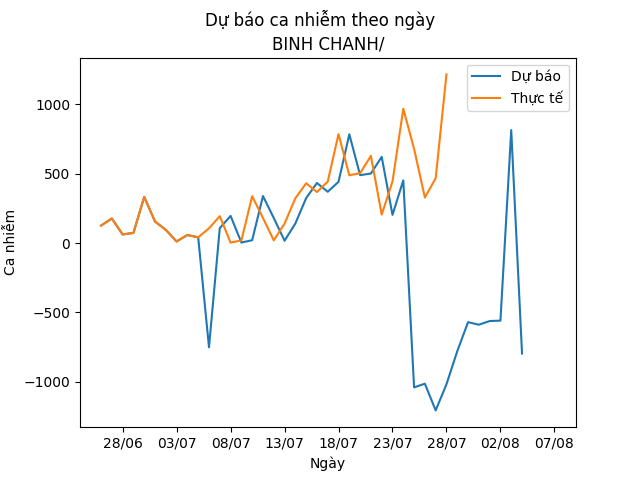 Dự báo ca nhiễm theo ngày
BINH CHANH/
Dự báo
Thực tế
1000
500
0
−500
−1000
Ca nhiễm
28/06 03/07 08/07 13/07 18/07 23/07 28/07 02/08 07/08
Ngày